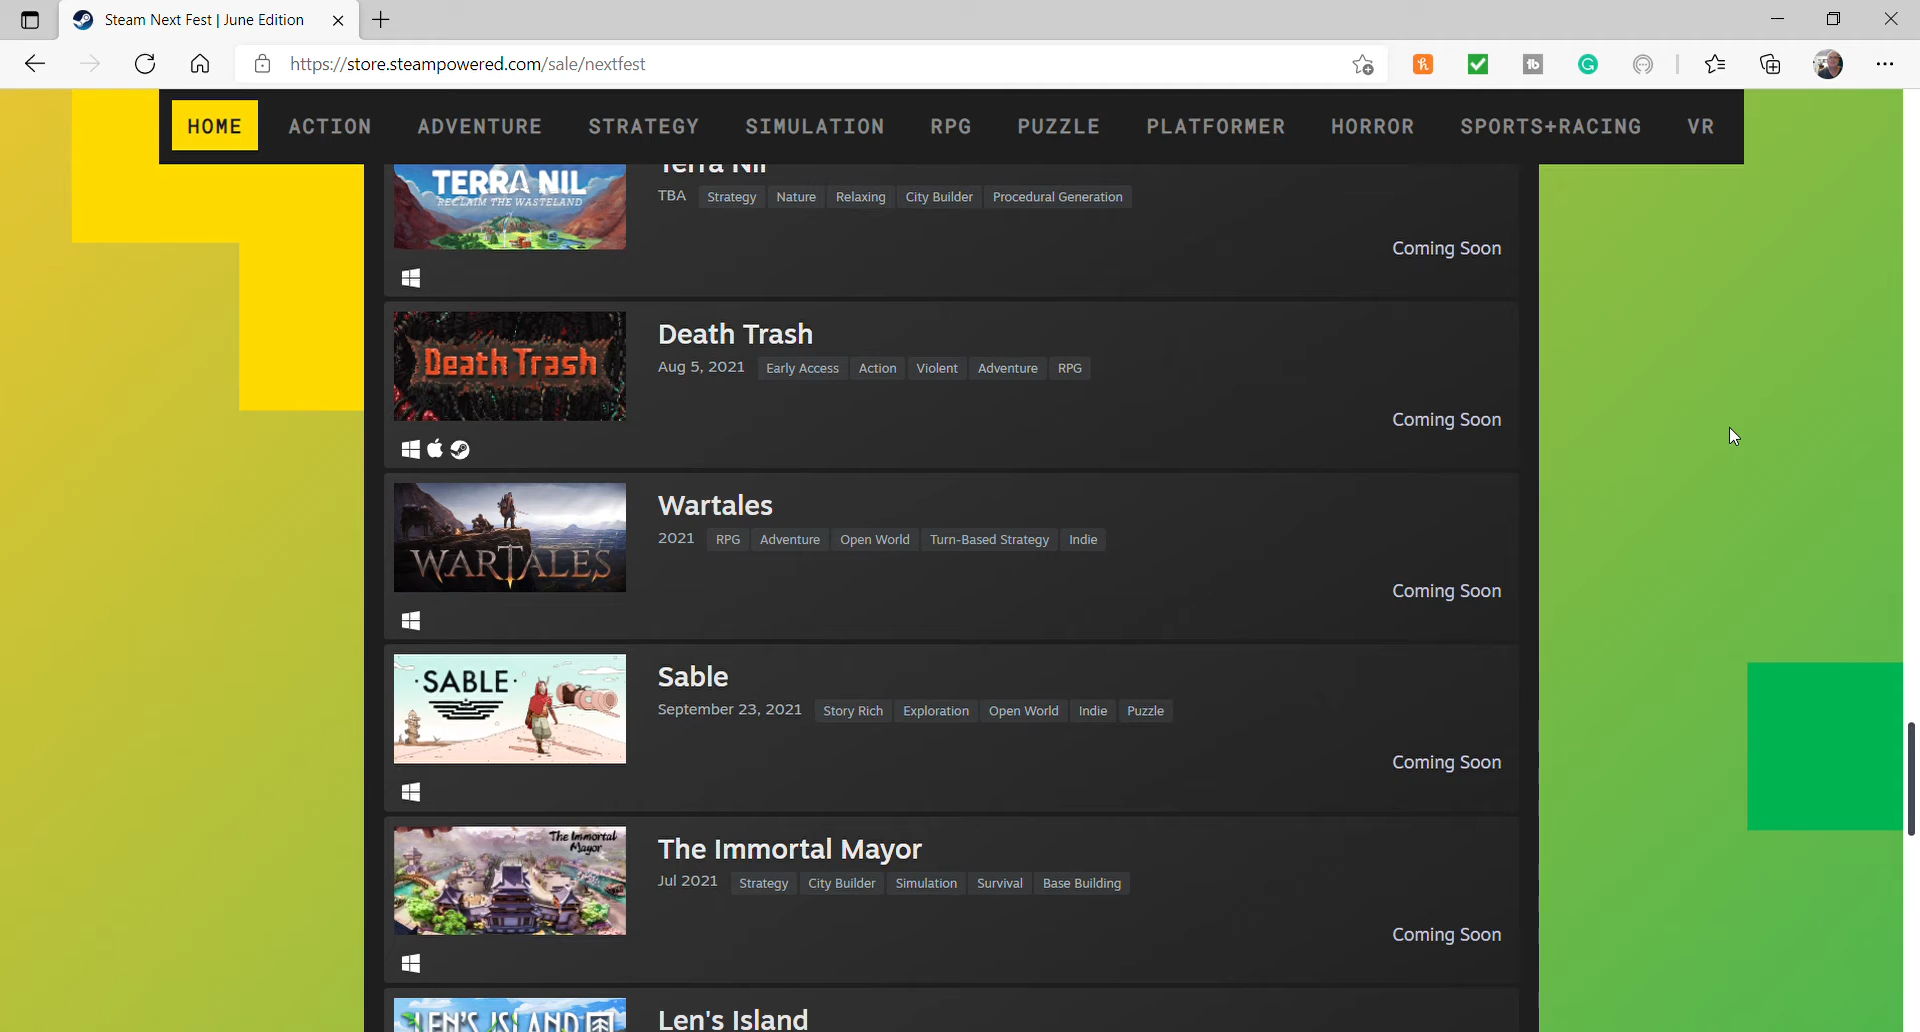 Steam Next Fest | June Edition
https://store.steampowered.com/sale/nextfest
HOME ACTION ADVENTURE STRATEGY SIMULATION RPG PUZZLE PLATFORMER HORROR SPORTS+RACING VR
TERRA NIL
RECLAIM THE WASTELAND
Terra Nil
TBA Strategy Nature Relaxing City Builder Procedural Generation
Coming Soon
Death Trash
Death Trash
Aug 5, 2021 Early Access Action Violent Adventure RPG
Coming Soon
WARTALES
Wartales
2021 RPG Adventure Open World Turn-Based Strategy Indie
Coming Soon
·SABLE·
Sable
September 23, 2021 Story Rich Exploration Open World Indie Puzzle
Coming Soon
The Immortal
Mayor
The Immortal Mayor
Jul 2021 Strategy City Builder Simulation Survival Base Building
Coming Soon
LEN'S ISLAND
Len's Island